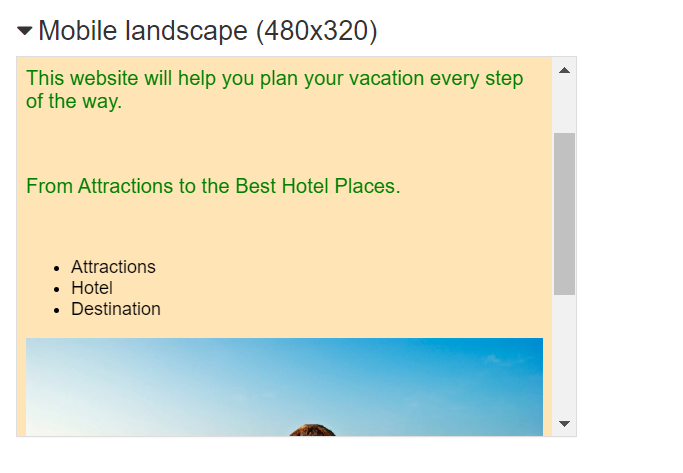 Mobile landscape (480x320)
This website will help you plan your vacation every step
of the way.
From Attractions to the Best Hotel Places.
Attractions
Hotel
Destination